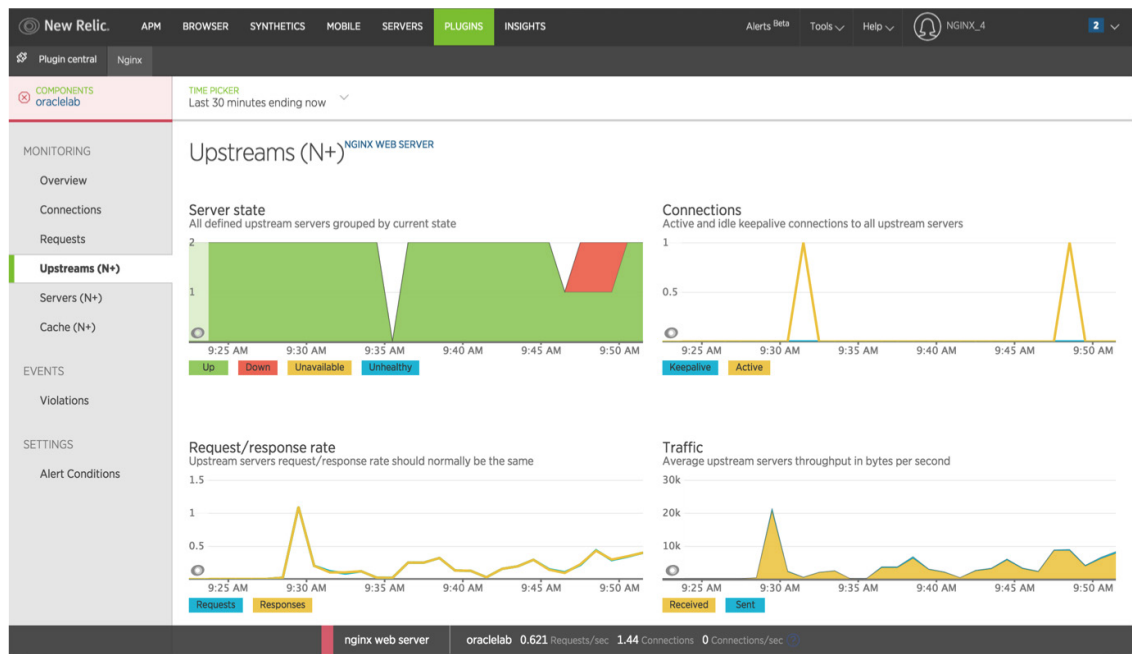 New Relic. APM BROWSER SYNTHETICS MOBILE SERVERS PLUGINS INSIGHTS Alerts Beta Tools Help NGINX_4 2
Plugin central Nginx
COMPONENTS
oraclelab
TIME PICKER
Last 30 minutes ending now
MONITORING
Overview
Connections
Requests
Upstreams (N+)
Servers (N+)
Cache (N+)
EVENTS
Violations
SETTINGS
Alert Conditions
Upstreams (N+) NGINX WEB SERVER
Server state
All defined upstream servers grouped by current state
2
1
9:25 AM 9:30 AM 9:35 AM 9:40 AM 9:45 AM 9:50 AM
Up Down Unavailable Unhealthy
Connections
Active and idle keepalive connections to all upstream servers
1
0.5
9:25 AM 9:30 AM 9:35 AM 9:40 AM 9:45 AM 9:50 AM
Keepalive Active
Request/response rate
Upstream servers request/response rate should normally be the same
1.5
1
0.5
9:25 AM 9:30 AM 9:35 AM 9:40 AM 9:45 AM 9:50 AM
Requests Responses
Traffic
Average upstream servers throughput in bytes per second
30k
20k
10k
9:25 AM 9:30 AM 9:35 AM 9:40 AM 9:45 AM 9:50 AM
Received Sent
nginx web server oraclelab 0.621 Requests/sec 1.44 Connections 0 Connections/sec ?